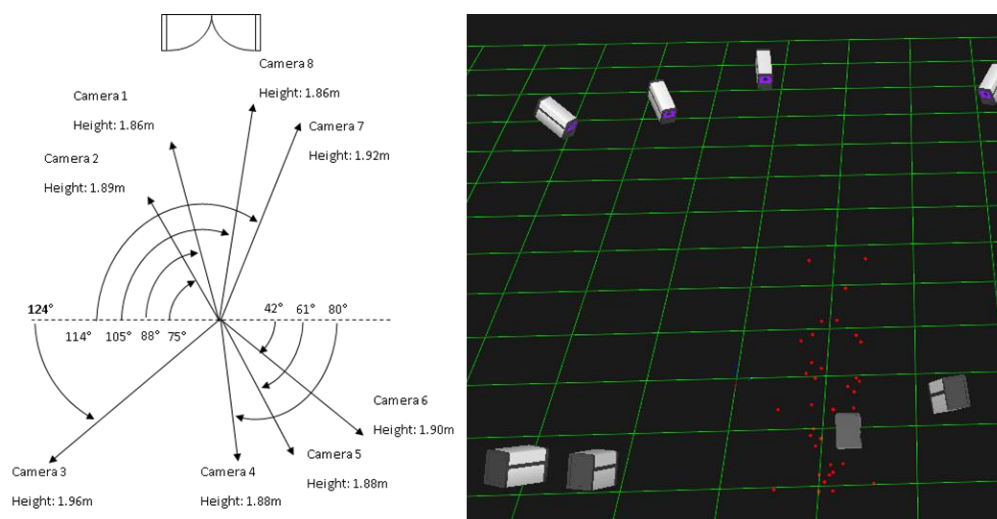 Camera 8
Height: 1.86m
Camera 1
Height: 1.86m
Camera 7
Height: 1.92m
Camera 2
Height: 1.89m
124°
114°
105°
88°
75°
42°
61°
80°
Camera 6
Height: 1.90m
Camera 5
Height: 1.88m
Camera 3
Height: 1.96m
Camera 4
Height: 1.88m